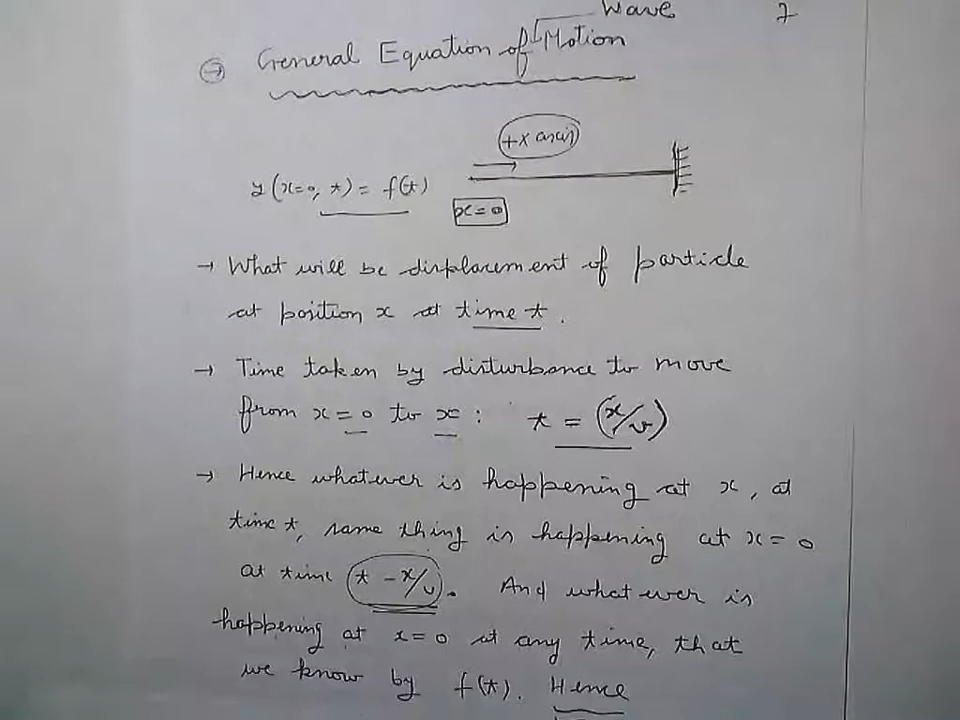 Wave 7
→ General Equation of Motion
+x axis
y(x=0, t) = f(t)
x=0
→ What will be displacement of particle
at position x at time t.
→ Time taken by disturbance to move
from x=0 to x : t = (x/v)
→ Hence whatever is happening at x, at
time t, same thing is happening at x=0
at time (t - x/v). And whatever is
happening at x=0 at any time, that
we know by f(t). Hence